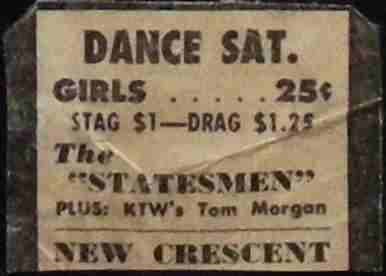 DANCE SAT.
GIRLS ..... 25¢
STAG $1—DRAG $1.25
The
"STATESMEN"
PLUS: KTW's Tom Morgan
NEW CRESCENT